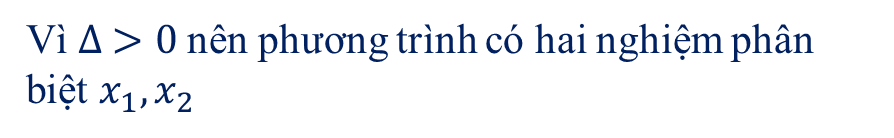 Vì Δ > 0 nên phương trình có hai nghiệm phân
biệt x₁, x₂